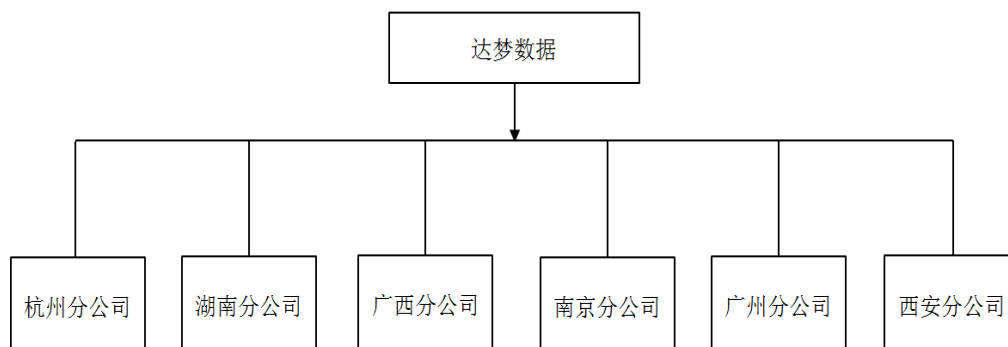 达梦数据
杭州分公司
湖南分公司
广西分公司
南京分公司
广州分公司
西安分公司